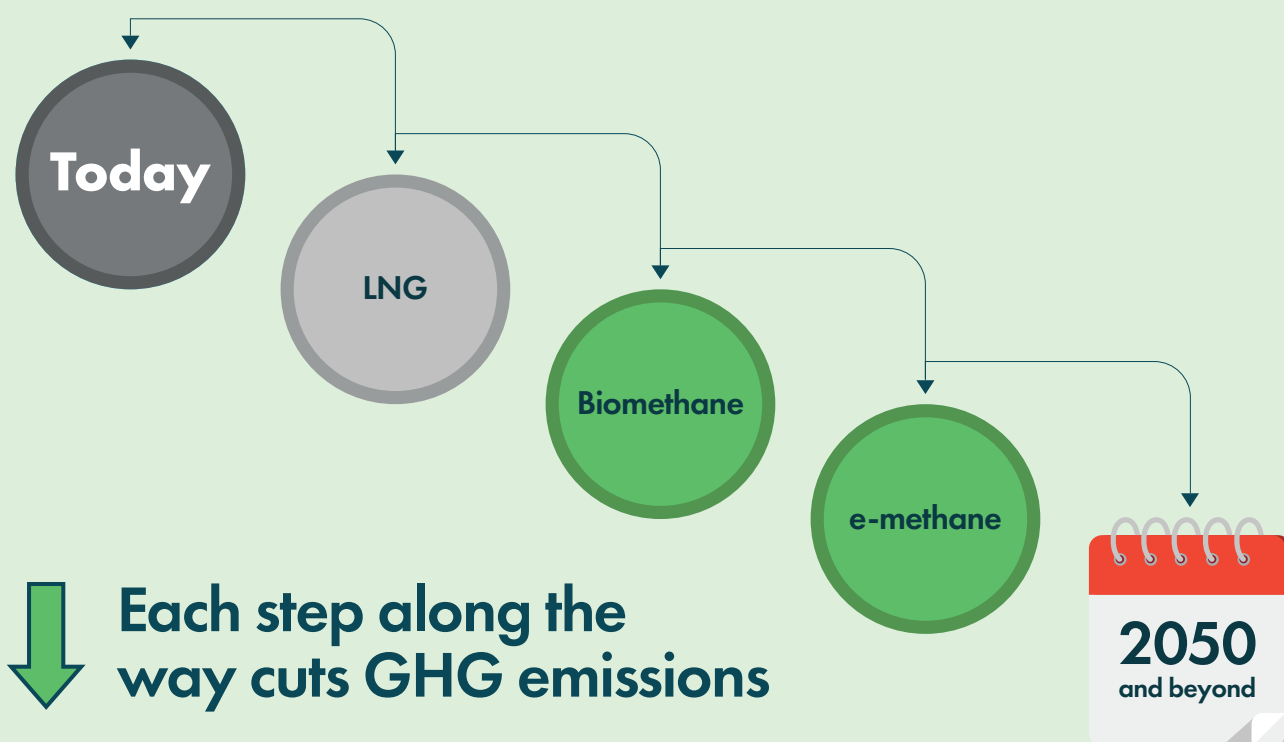 Today
LNG
Biomethane
e-methane
2050
and beyond
Each step along the
way cuts GHG emissions